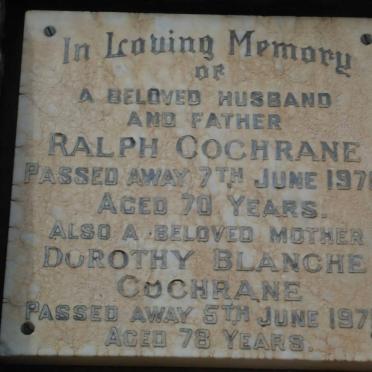 In Loving Memory
OF
A BELOVED HUSBAND
AND FATHER
RALPH COCHRANE
PASSED AWAY 7TH JUNE
AGED 70 YEARS.
ALSO A BELOVED MOTHER
DOROTHY BLANCHE
COCHRANE
PASSED AWAY 5TH JUNE
AGED 78 YEARS.